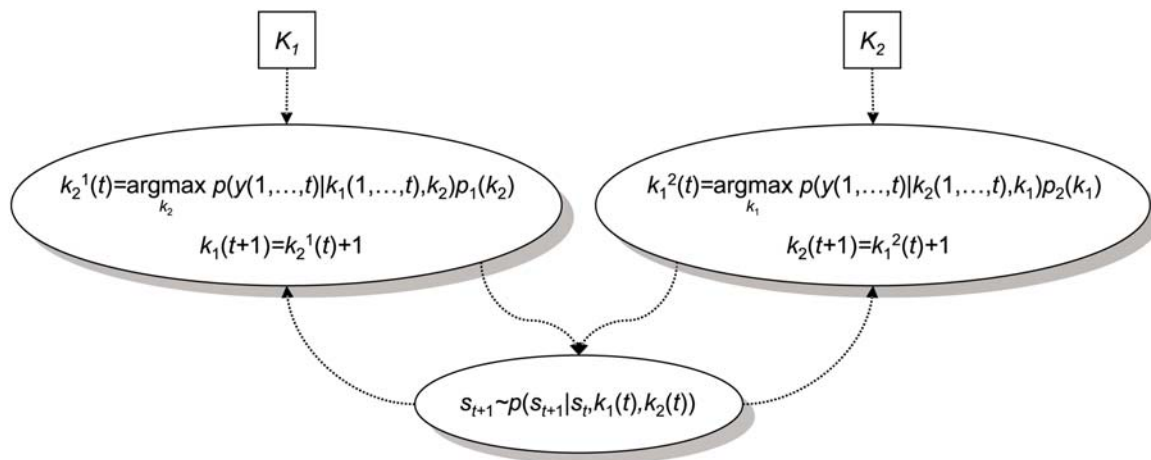 K₁
K₂
k₂¹(t)=argmax p(y(1,…,t)|k₁(1,…,t),k₂)p₁(k₂)
k₂
k₁(t+1)=k₂¹(t)+1
k₁²(t)=argmax p(y(1,…,t)|k₂(1,…,t),k₁)p₂(k₁)
k₁
k₂(t+1)=k₁²(t)+1
sₜ₊₁~p(sₜ₊₁|sₜ,k₁(t),k₂(t))